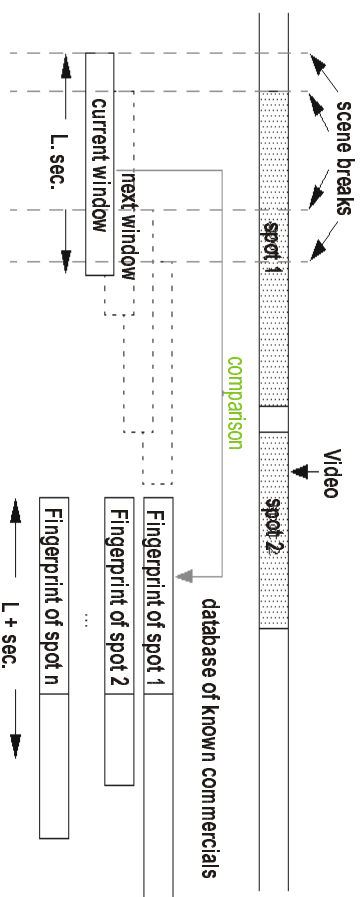 scene breaks
Video
spot 1
spot 2
comparison
database of known commercials
current window
next window
L.. sec.
Fingerprint of spot 1
Fingerprint of spot 2
...
Fingerprint of spot n
L + sec.